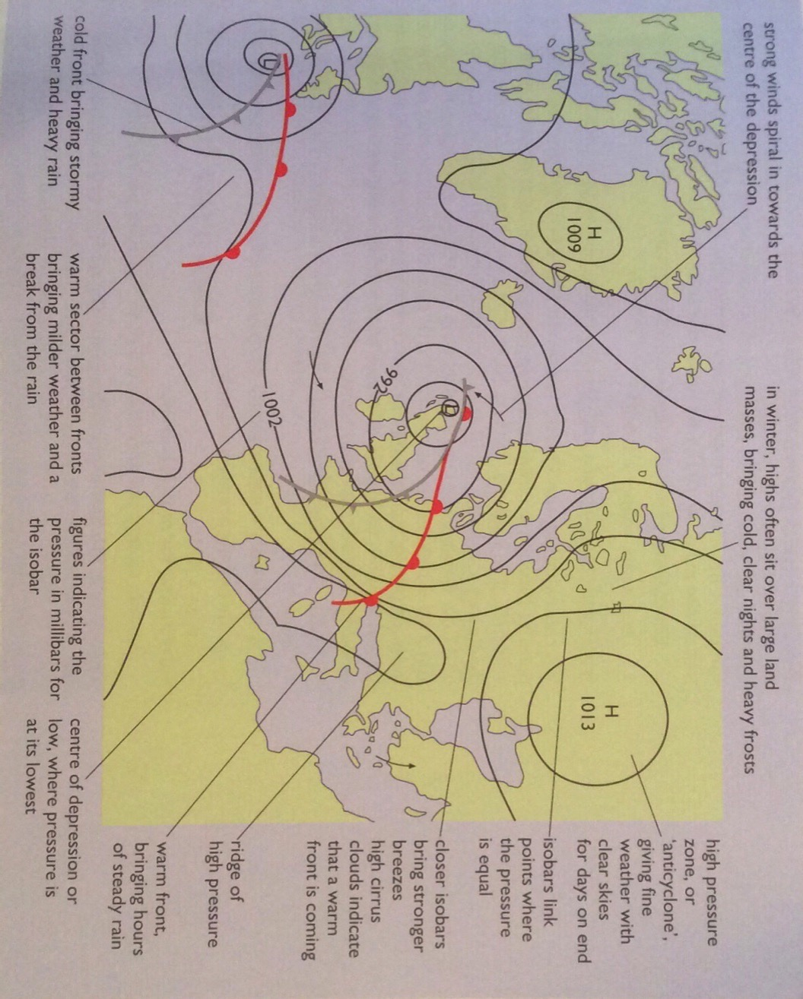 strong winds spiral in towards the
centre of the depression
in winter, highs often sit over large land
masses, bringing cold, clear nights and heavy frosts
high pressure
zone, or
‘anticyclone’,
giving fine
weather with
clear skies
for days on end
isobars link
points where
the pressure
is equal
closer isobars
bring stronger
breezes
high cirrus
clouds indicate
that a warm
front is coming
ridge of
high pressure
warm front,
bringing hours
of steady rain
H
1009
H
1013
L
992
1002
L
cold front bringing stormy
weather and heavy rain
warm sector between fronts
bringing milder weather and a
break from the rain
figures indicating the
pressure in millibars for
the isobar
centre of depression or
low, where pressure is
at its lowest